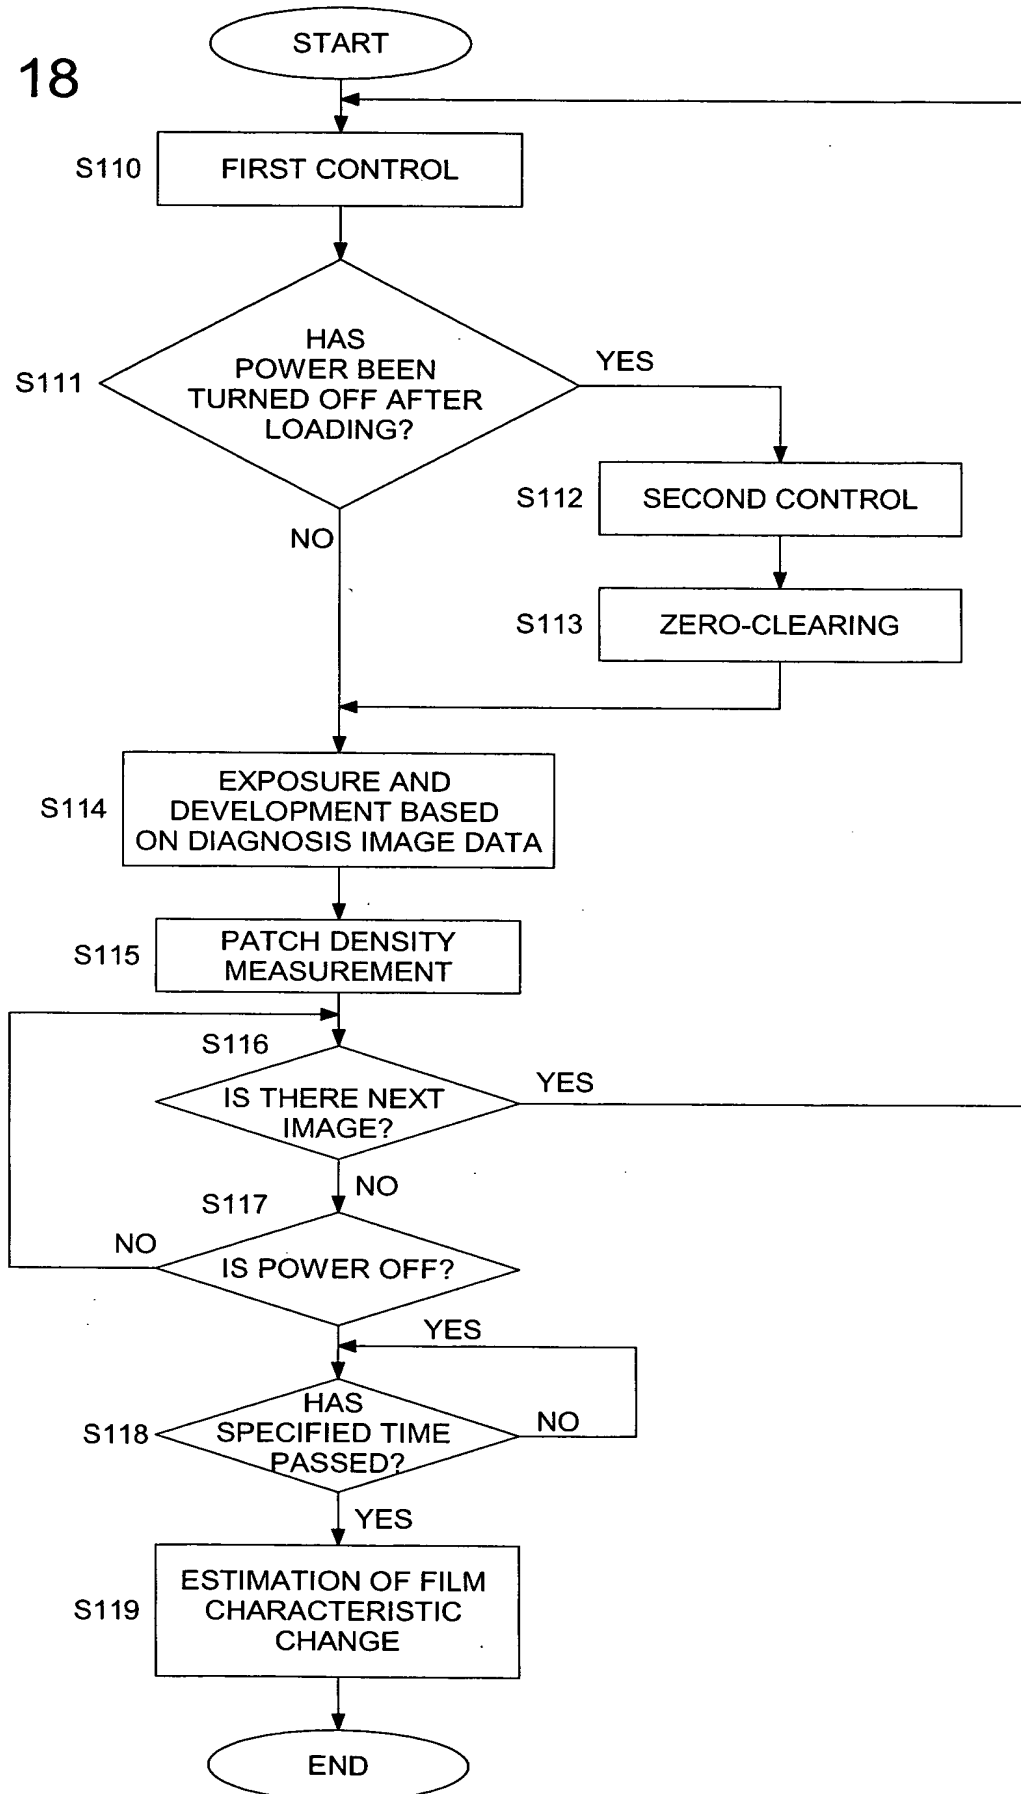 START
18
S110
FIRST CONTROL
S111
HAS
POWER BEEN
TURNED OFF AFTER
LOADING?
YES
NO
S112
SECOND CONTROL
S113
ZERO-CLEARING
S114
EXPOSURE AND
DEVELOPMENT BASED
ON DIAGNOSIS IMAGE DATA
S115
PATCH DENSITY
MEASUREMENT
S116
IS THERE NEXT
IMAGE?
YES
NO
S117
NO
IS POWER OFF?
YES
S118
HAS
SPECIFIED TIME
PASSED?
NO
YES
S119
ESTIMATION OF FILM
CHARACTERISTIC
CHANGE
END